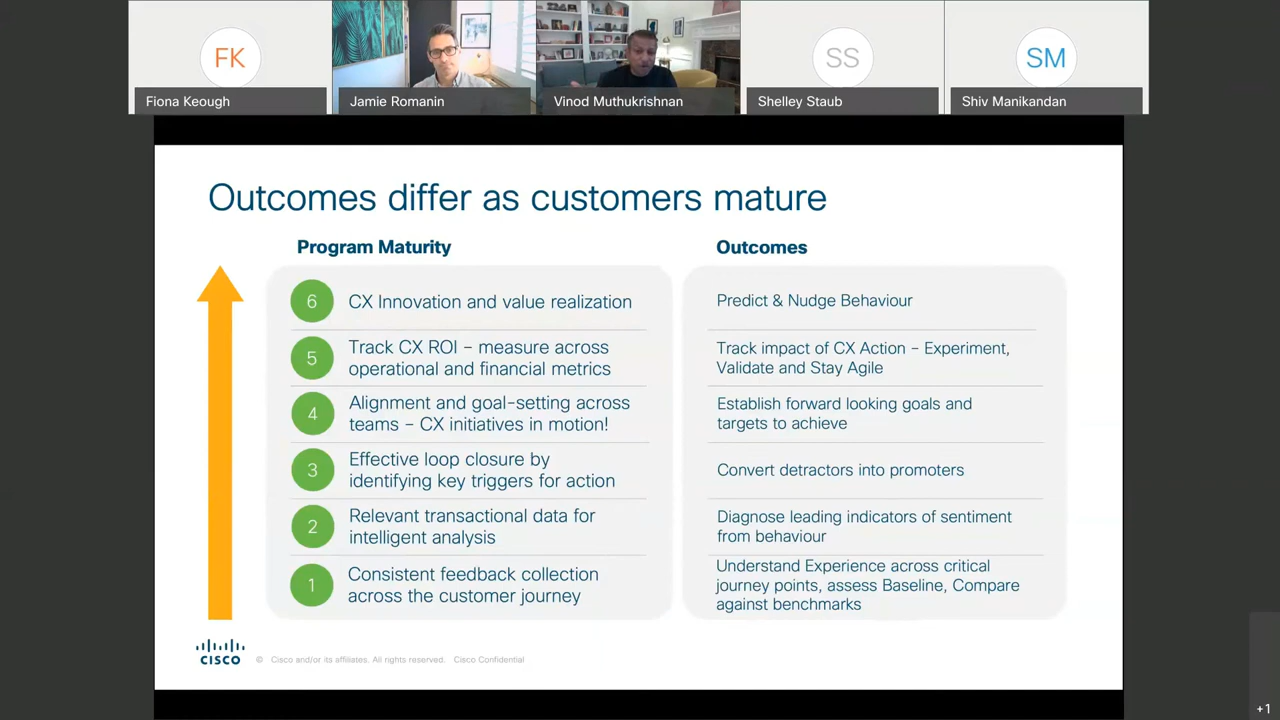 FK
SS
SM
Fiona Keough
Jamie Romanin
Vinod Muthukrishnan
Shelley Staub
Shiv Manikandan
Outcomes differ as customers mature
Program Maturity
Outcomes
6
CX Innovation and value realization
Predict & Nudge Behaviour
5
Track CX ROI – measure across
operational and financial metrics
Track impact of CX Action – Experiment,
Validate and Stay Agile
4
Alignment and goal-setting across
teams – CX initiatives in motion!
Establish forward looking goals and
targets to achieve
3
Effective loop closure by
identifying key triggers for action
Convert detractors into promoters
2
Relevant transactional data for
intelligent analysis
Diagnose leading indicators of sentiment
from behaviour
1
Consistent feedback collection
across the customer journey
Understand Experience across critical
journey points, assess Baseline, Compare
against benchmarks
CISCO
© Cisco and/or its affiliates. All rights reserved. Cisco Confidential
+1